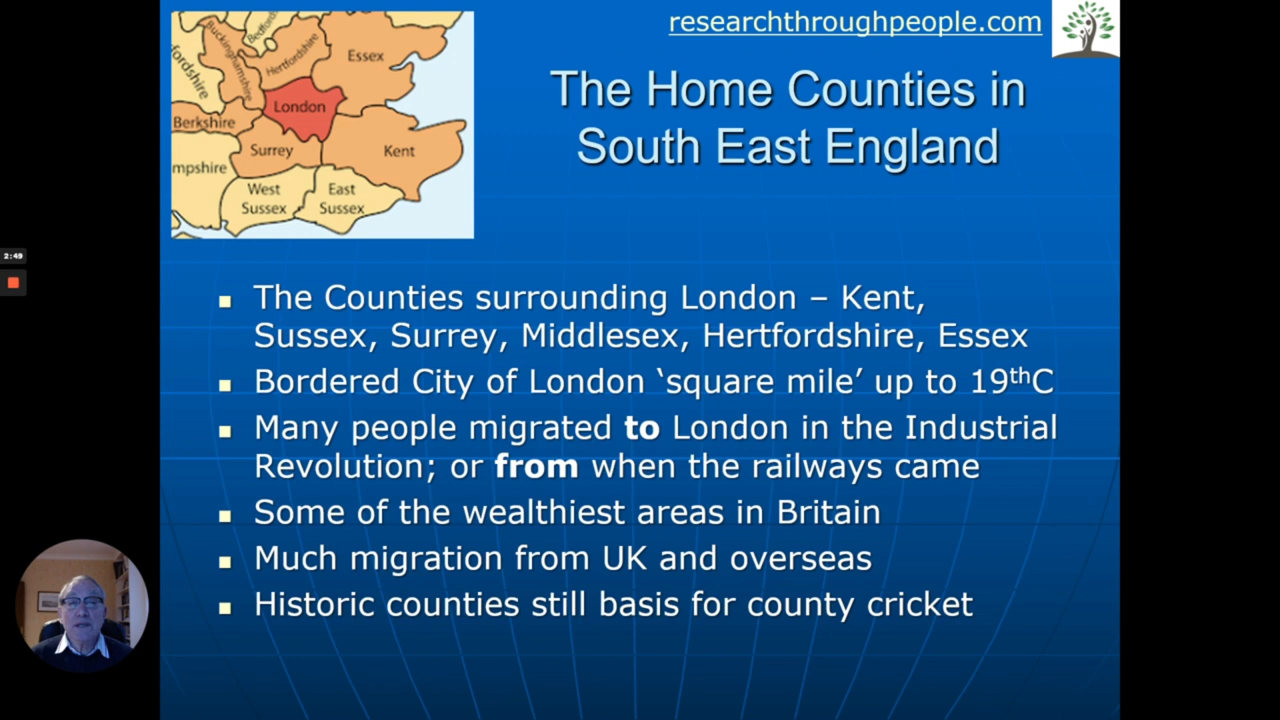 researchthroughpeople.com
The Home Counties in
South East England
Bedford
Buckinghamshire
Hertfordshire
Essex
fordshire
London
Berkshire
Surrey
Kent
mpshire
West
Sussex
East
Sussex
2:49
The Counties surrounding London – Kent,
Sussex, Surrey, Middlesex, Hertfordshire, Essex
Bordered City of London ‘square mile’ up to 19thC
Many people migrated to London in the Industrial
Revolution; or from when the railways came
Some of the wealthiest areas in Britain
Much migration from UK and overseas
Historic counties still basis for county cricket